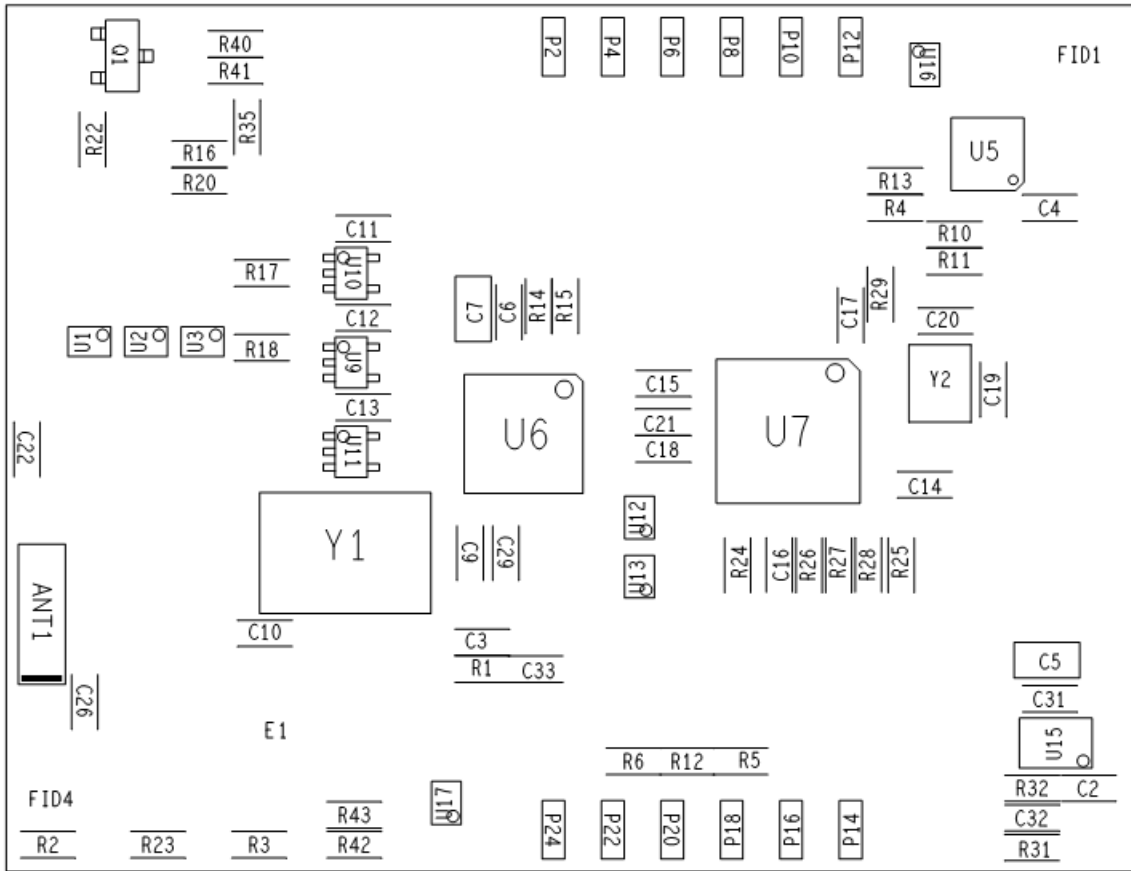 Q1
R40
P2
P4
P6
P8
P10
P12
U16
FID1
R41
R22
R35
R16
R20
U5
R13
R4
C4
C11
R10
R17
U10
R11
C7
C6
R14
R15
C17
R29
C12
C20
U1
U2
U3
R18
U9
C15
Y2
C19
C13
C21
U6
U7
C22
U11
C18
C14
Y1
U12
C9
C29
U13
R24
C16
R26
R27
R28
R25
ANT1
C10
C3
R1
C33
C5
C26
C31
E1
U15
R6
R12
R5
FID4
U17
R32
C2
R43
C32
R2
R23
R3
R42
P24
P22
P20
P18
P16
P14
R31